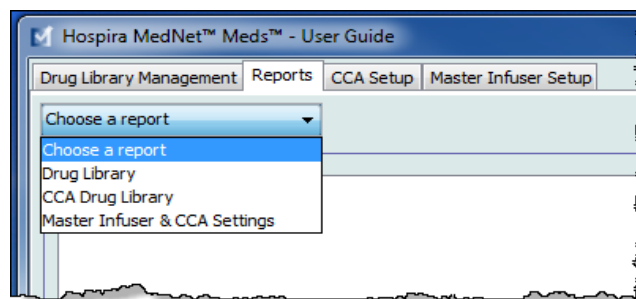 Hospira MedNet™ Meds™ - User Guide
Drug Library Management Reports CCA Setup Master Infuser Setup
Choose a report
Choose a report
Drug Library
CCA Drug Library
Master Infuser & CCA Settings